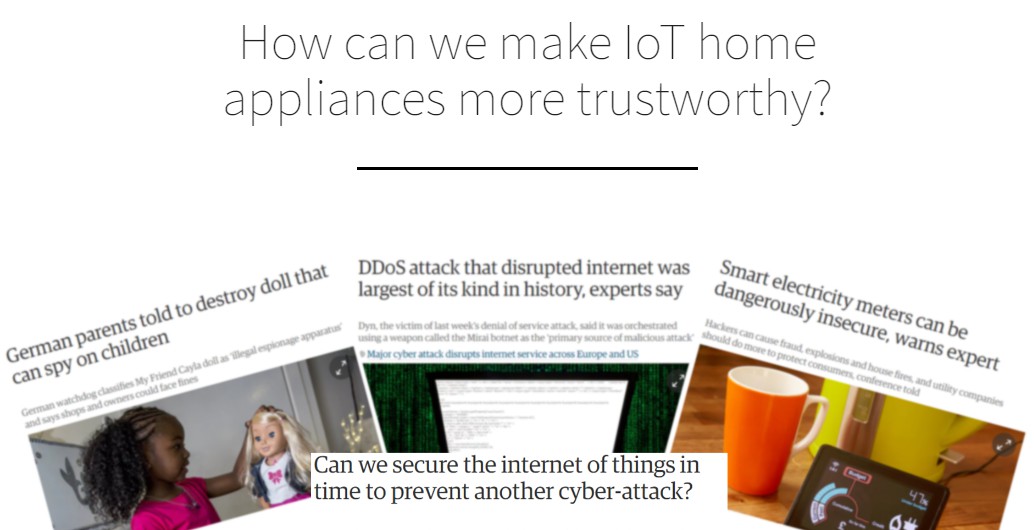 How can we make IoT home
appliances more trustworthy?
German parents told to destroy doll that
can spy on children
German watchdog classifies My Friend Cayla doll as 'illegal espionage apparatus'
and says shops and owners could face fines
DDoS attack that disrupted internet was
largest of its kind in history, experts say
Dyn, the victim of last week's denial of service attack, said it was orchestrated
using a weapon called the Mirai botnet as the 'primary source of malicious attack'
Major cyber attack disrupts internet service across Europe and US
Smart electricity meters can be
dangerously insecure, warns expert
Hackers can cause fraud, explosions and house fires, and utility companies
should do more to protect consumers, conference told
Budget
Can we secure the internet of things in
time to prevent another cyber-attack?